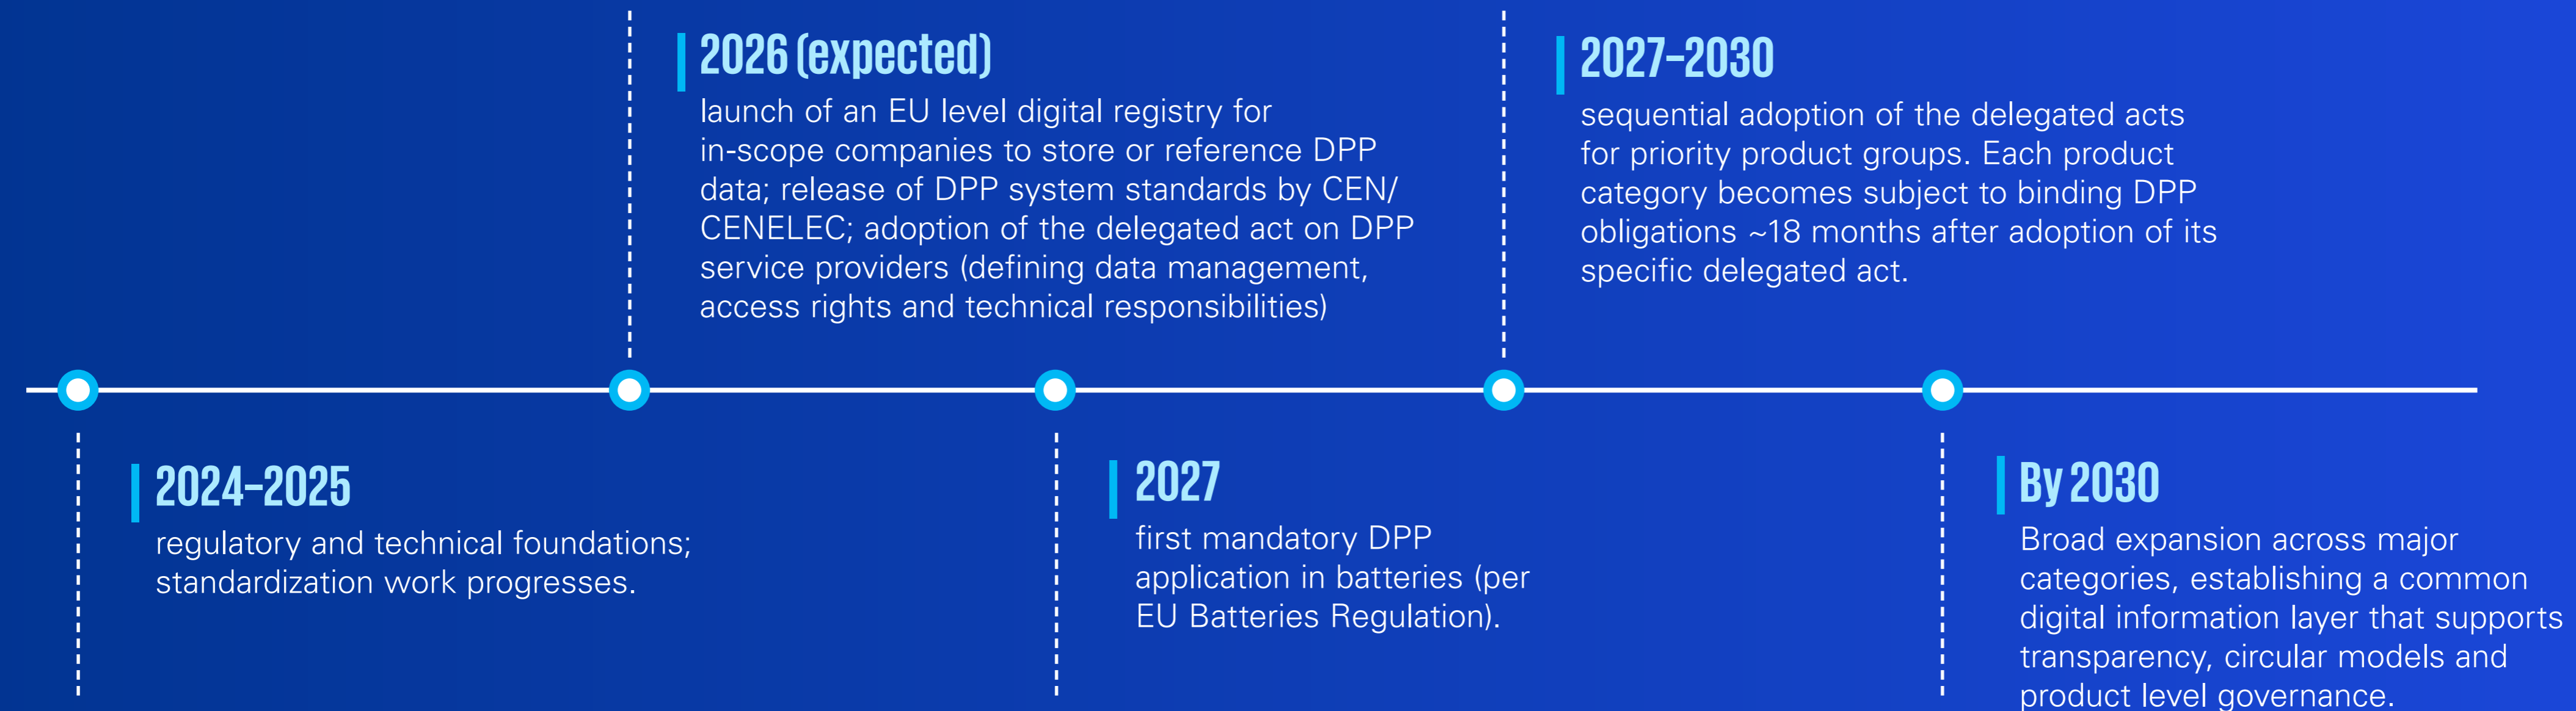 2024–2025
regulatory and technical foundations;
standardization work progresses.
2026 (expected)
launch of an EU level digital registry for
in-scope companies to store or reference DPP
data; release of DPP system standards by CEN/
CENELEC; adoption of the delegated act on DPP
service providers (defining data management,
access rights and technical responsibilities)
2027
first mandatory DPP
application in batteries (per
EU Batteries Regulation).
2027–2030
sequential adoption of the delegated acts
for priority product groups. Each product
category becomes subject to binding DPP
obligations ~18 months after adoption of its
specific delegated act.
By 2030
Broad expansion across major
categories, establishing a common
digital information layer that supports
transparency, circular models and
product level governance.